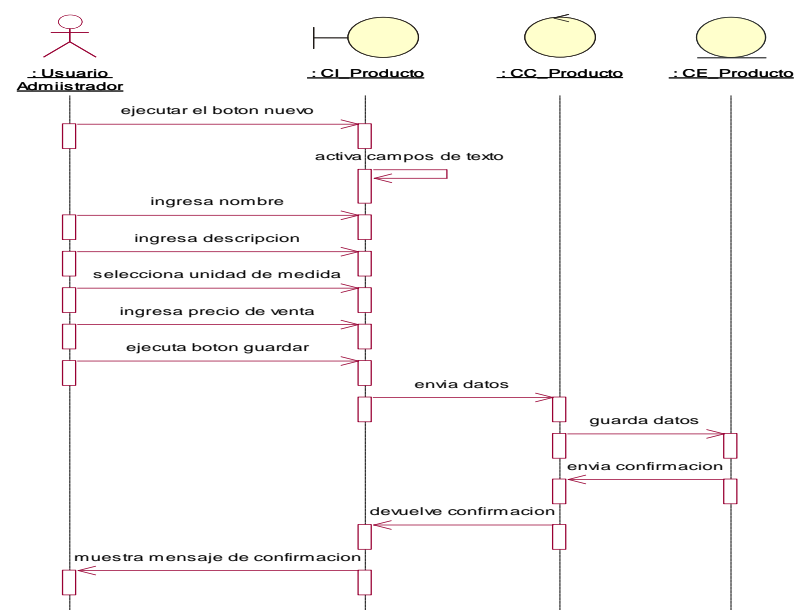 : Usuario
Admiistrador
: CI_Producto
: CC_Producto
: CE_Producto
ejecutar el boton nuevo
activa campos de texto
ingresa nombre
ingresa descripcion
selecciona unidad de medida
ingresa precio de venta
ejecuta boton guardar
envia datos
guarda datos
envia confirmacion
devuelve confirmacion
muestra mensaje de confirmacion